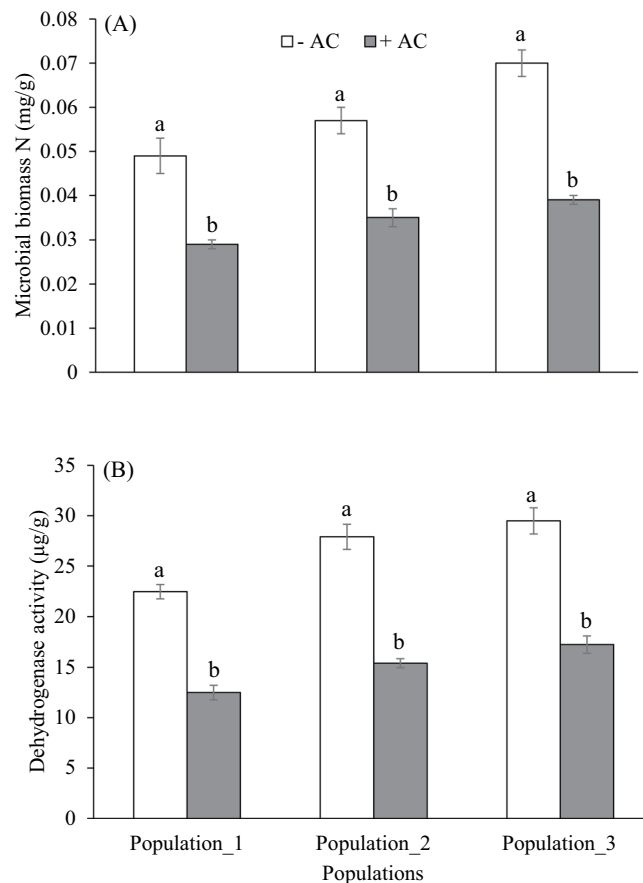 (A)
- AC + AC
Microbial biomass N (mg/g)
0.08
0.07
0.06
0.05
0.04
0.03
0.02
0.01
0
a
b
a
b
a
b
(B)
Dehydrogenase activity (µg/g)
35
30
25
20
15
10
5
0
a
b
a
b
a
b
Population_1 Population_2 Population_3
Populations